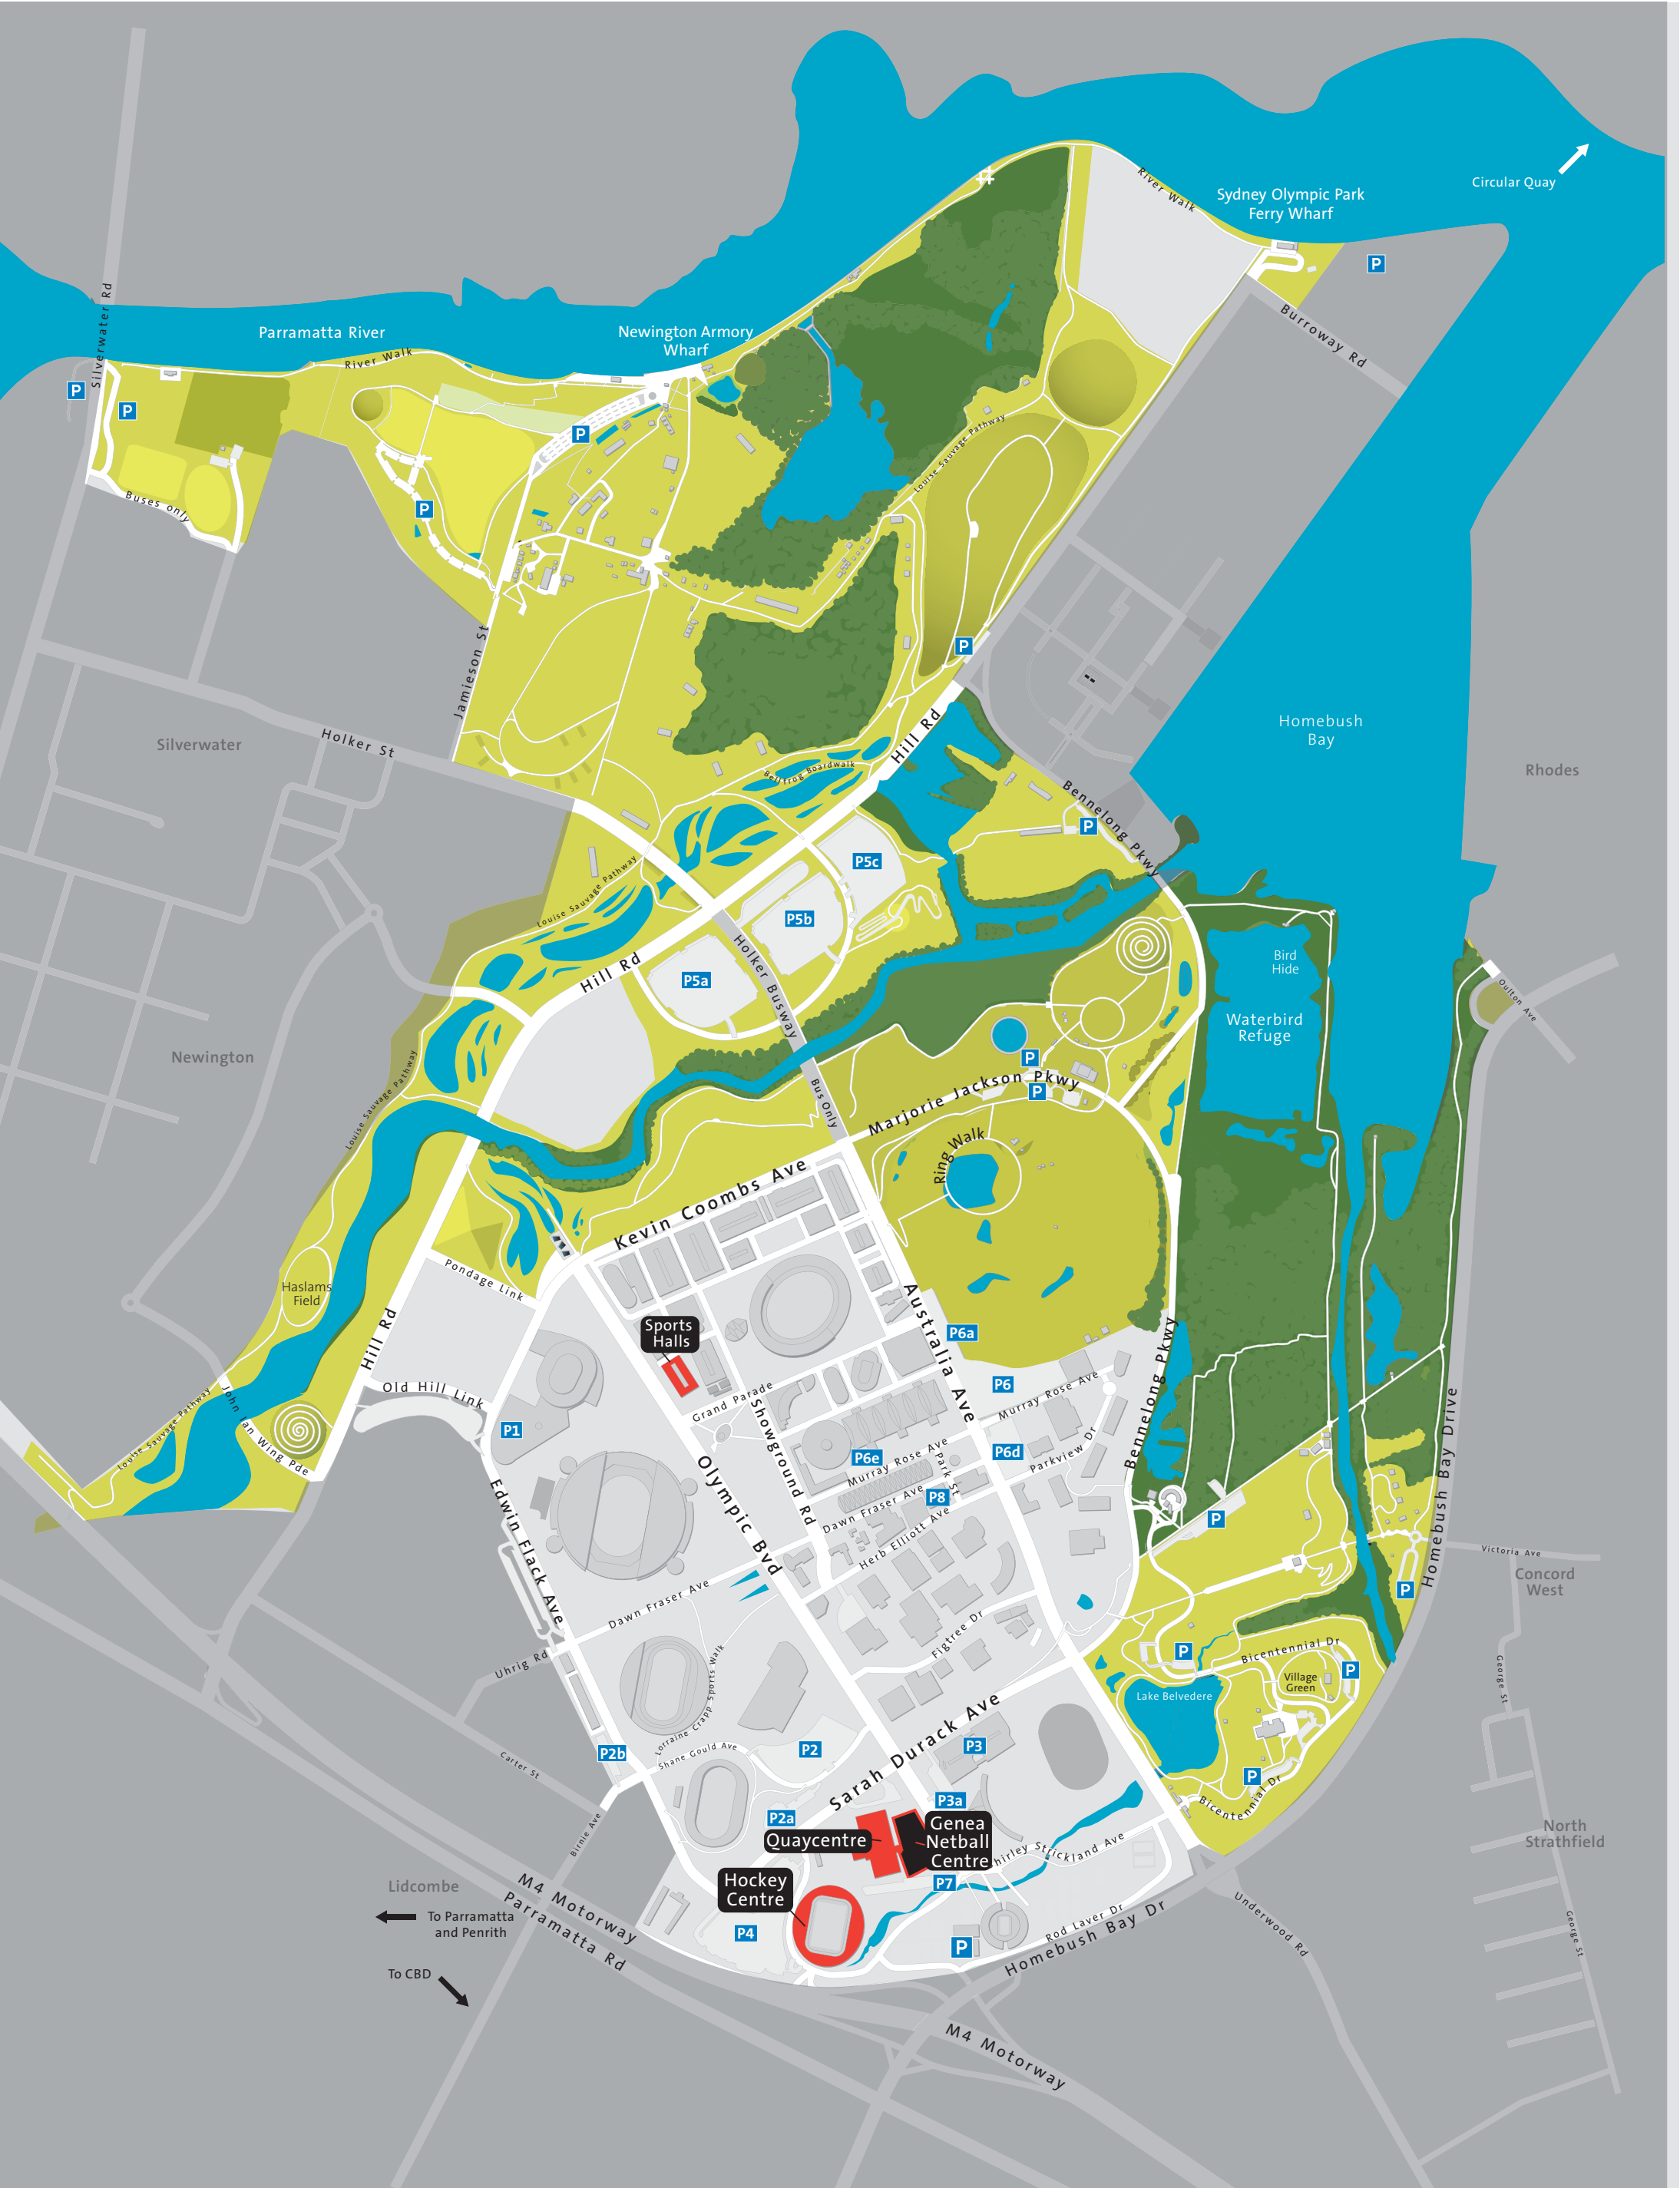 Circular Quay
River Walk
Sydney Olympic Park
Ferry Wharf
P
Silverwater Rd
Parramatta River
Newington Armory
Wharf
Burroway Rd
River Walk
P
P
P
P
Louise Sauvage Pathway
Buses only
Jamieson St
P
Homebush
Bay
Silverwater
Holker St
Hill Rd
Rhodes
Bellfrog Boardwalk
Bennelong Pkwy
P
P5c
Louise Sauvage Pathway
P5b
Holker Busway
Hill Rd
P5a
Bird
Hide
Waterbird
Refuge
Oulton Ave
Newington
Louise Sauvage Pathway
Bus Only
P
Marjorie Jackson Pkwy
P
Ring Walk
Kevin Coombs Ave
Pondage Link
Haslams
Field
Hill Rd
Australia Ave
Sports
Halls
P6a
Bennelong Pkwy
Old Hill Link
Grand Parade
P6
Murray Rose Ave
Louise Sauvage Pathway
John Ian Wing Pde
P1
Showground Rd
P6e
Murray Rose Ave
P6d
Parkview Dr
Park St
P8
Dawn Fraser Ave
Herb Elliott Ave
Olympic Bvd
Edwin Flack Ave
P
Homebush Bay Drive
Victoria Ave
Concord
West
P
Dawn Fraser Ave
Figtree Dr
Uhrig Rd
Lorraine Crapp Sports Walk
P
Bicentennial Dr
Village
Green
P
George St
Lake Belvedere
Sarah Durack Ave
P2b
Shane Gould Ave
P2
P3
Carter St
P
Bicentennial Dr
P3a
P2a
Birnie Ave
Quaycentre
Genea
Netball
Centre
Shirley Strickland Ave
North
Strathfield
Hockey
Centre
P7
Lidcombe
M4 Motorway
Parramatta Rd
To Parramatta
and Penrith
P4
P
Rod Laver Dr
Homebush Bay Dr
Underwood Rd
George St
To CBD
M4 Motorway